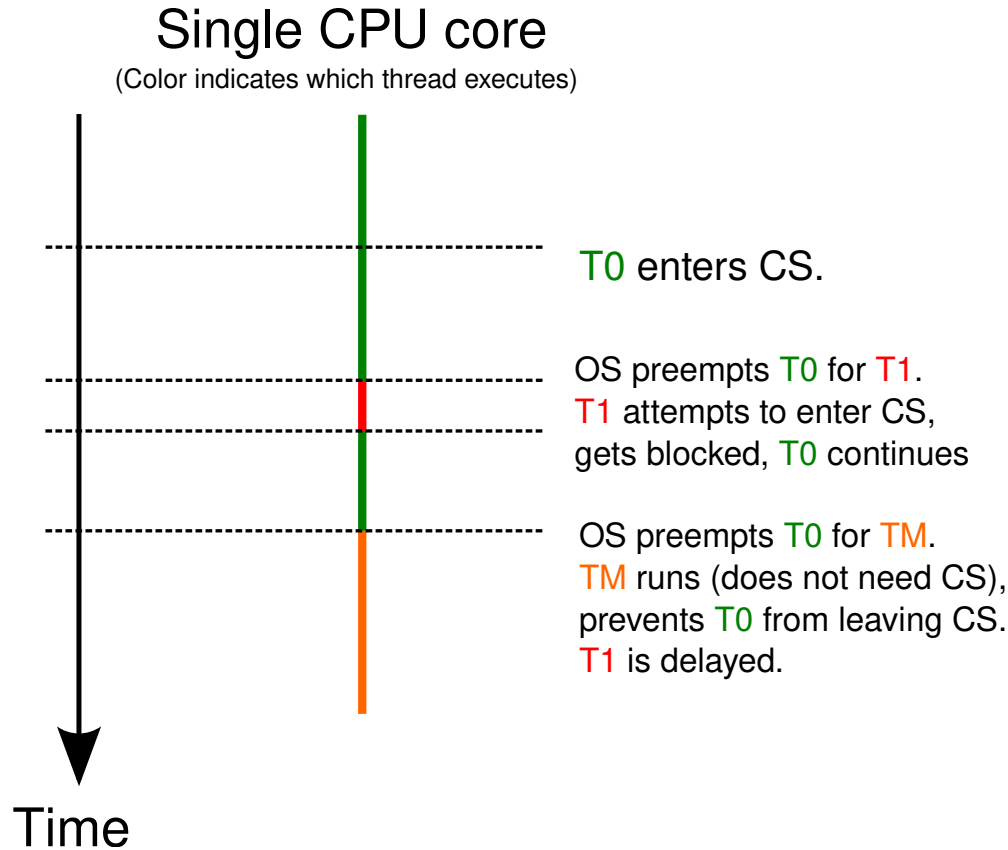 Single CPU core
(Color indicates which thread executes)
T0 enters CS.
OS preempts T0 for T1.
T1 attempts to enter CS,
gets blocked, T0 continues
OS preempts T0 for TM.
TM runs (does not need CS),
prevents T0 from leaving CS.
T1 is delayed.
Time